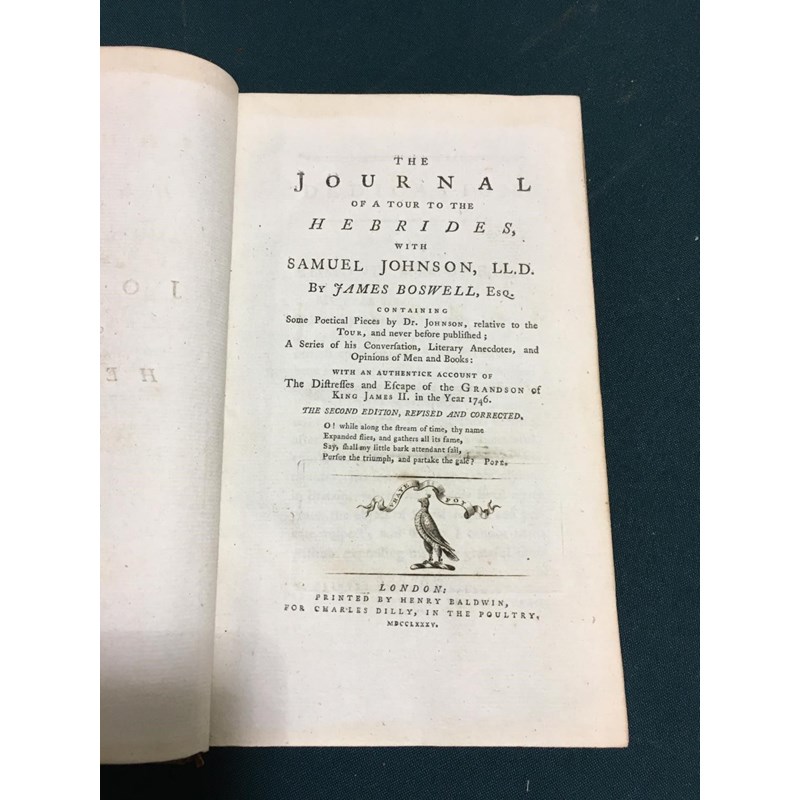 THE
JOURNAL
OF A TOUR TO THE
HEBRIDES,
WITH
SAMUEL JOHNSON, LL.D.
By JAMES BOSWELL, Esq.
CONTAINING
Some Poetical Pieces by Dr. Johnson, relative to the
Tour, and never before publiſhed;
A Series of his Converſation, Literary Anecdotes, and
Opinions of Men and Books:
WITH AN AUTHENTICK ACCOUNT OF
The Diſtreſſes and Eſcape of the Grandson of
King James II. in the Year 1746.
THE SECOND EDITION, REVISED AND CORRECTED.
O! while along the ſtream of time, thy name
Expanded flies, and gathers all its fame,
Say, ſhall my little bark attendant ſail,
Purſue the triumph, and partake the gale? Pope.
VRAYE FOY
LONDON:
PRINTED BY HENRY BALDWIN,
FOR CHARLES DILLY, IN THE POULTRY.
MDCCLXXXV.